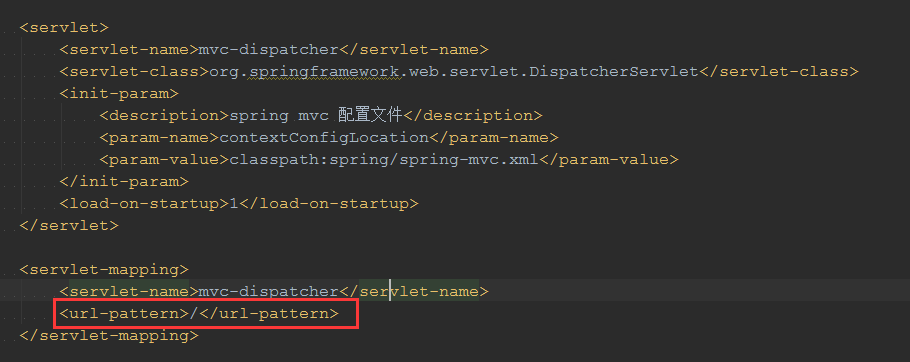 <servlet>
<servlet-name>mvc-dispatcher</servlet-name>
<servlet-class>org.springframework.web.servlet.DispatcherServlet</servlet-class>
<init-param>
<description>spring mvc 配置文件</description>
<param-name>contextConfigLocation</param-name>
<param-value>classpath:spring/spring-mvc.xml</param-value>
</init-param>
<load-on-startup>1</load-on-startup>
</servlet>
<servlet-mapping>
<servlet-name>mvc-dispatcher</servlet-name>
<url-pattern>/</url-pattern>
</servlet-mapping>